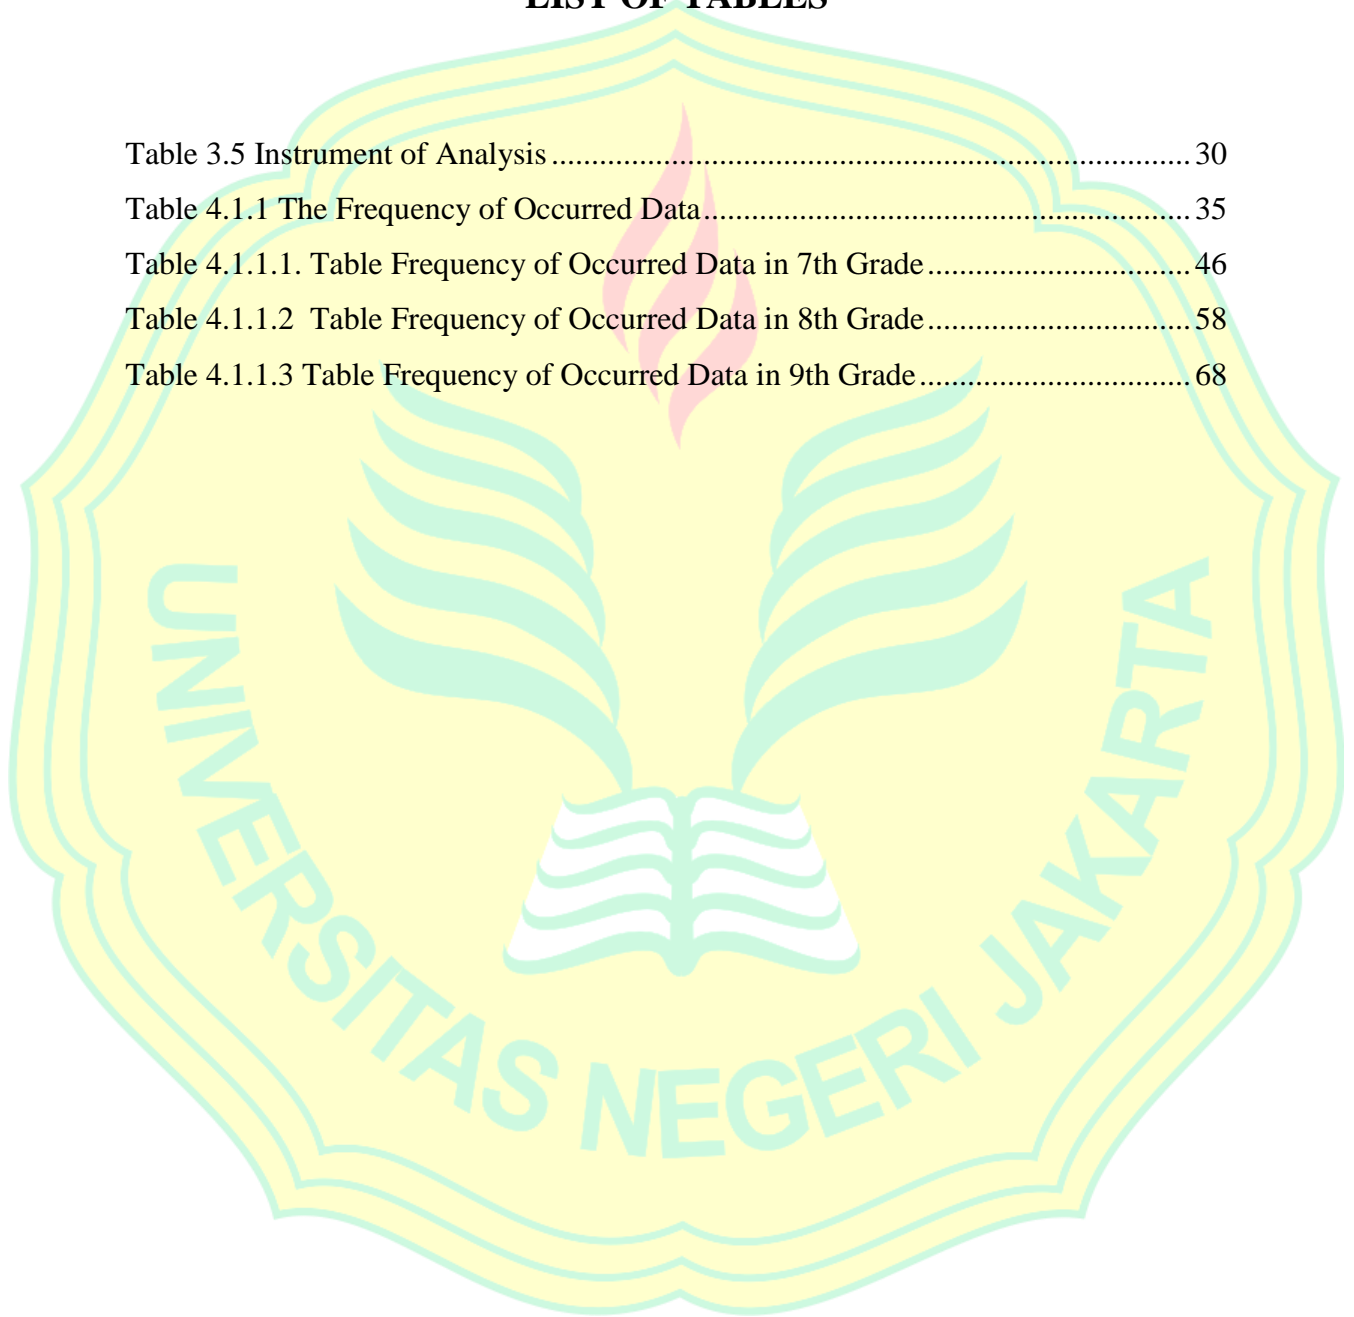 LIST OF TABLES
Table 3.5 Instrument of Analysis ................................................................................ 30
Table 4.1.1 The Frequency of Occurred Data............................................................. 35
Table 4.1.1.1. Table Frequency of Occurred Data in 7th Grade ................................. 46
Table 4.1.1.2  Table Frequency of Occurred Data in 8th Grade ................................. 58
Table 4.1.1.3 Table Frequency of Occurred Data in 9th Grade .................................. 68
UNIVERSITAS NEGERI JAKARTA